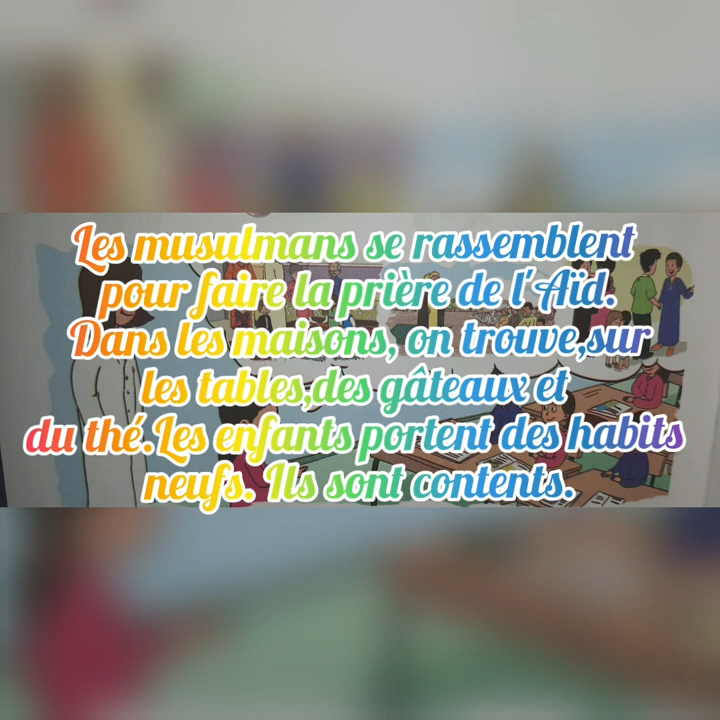 Les musulmans se rassemblent
pour faire la prière de l'Aïd.
Dans les maisons, on trouve,sur
les tables,des gâteaux et
du thé.Les enfants portent des habits
neufs. Ils sont contents.